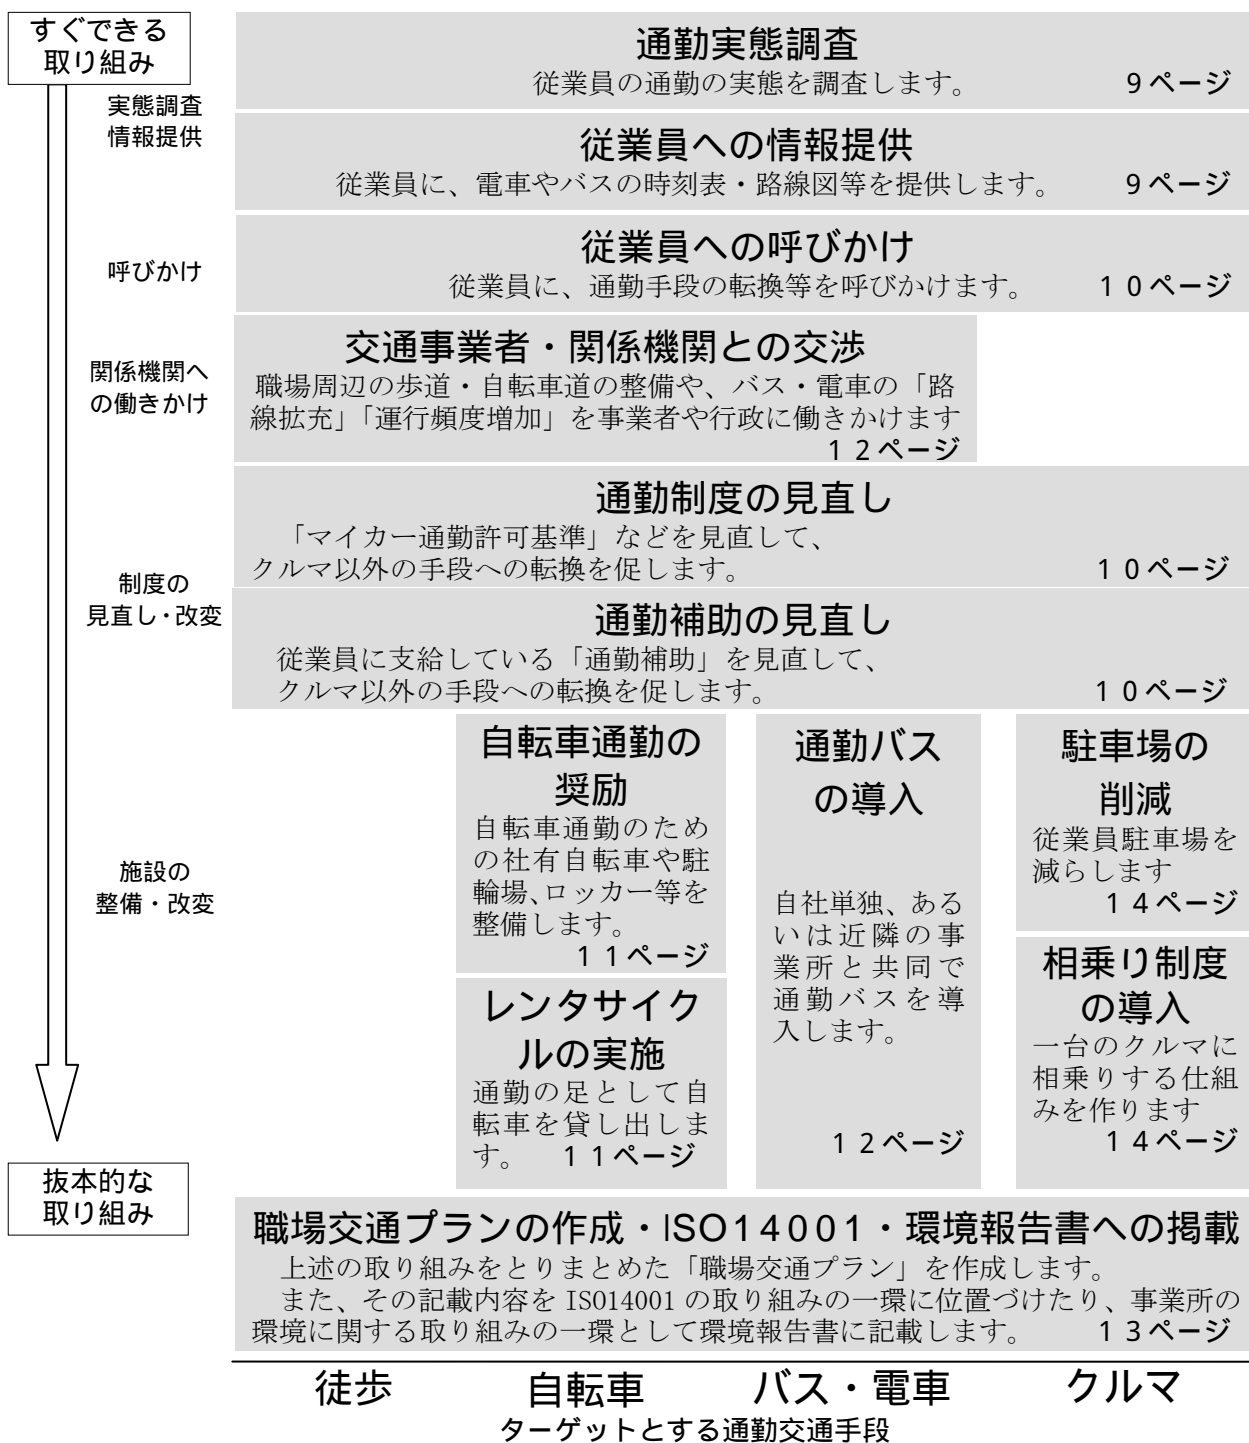 すぐできる
取り組み
通勤実態調査
従業員の通勤の実態を調査します。 9ページ
実態調査
情報提供
従業員への情報提供
従業員に、電車やバスの時刻表・路線図等を提供します。 9ページ
呼びかけ
従業員への呼びかけ
従業員に、通勤手段の転換等を呼びかけます。 10ページ
関係機関へ
の働きかけ
交通事業者・関係機関との交渉
職場周辺の歩道・自転車道の整備や、バス・電車の「路
線拡充」「運行頻度増加」を事業者や行政に働きかけます
12ページ
制度の
見直し・改変
通勤制度の見直し
「マイカー通勤許可基準」などを見直して、
クルマ以外の手段への転換を促します。 10ページ
通勤補助の見直し
従業員に支給している「通勤補助」を見直して、
クルマ以外の手段への転換を促します。 10ページ
施設の
整備・改変
自転車通勤の
奨励
自転車通勤のため
の社有自転車や駐
輪場、ロッカー等を
整備します。
11ページ
レンタサイク
ルの実施
通勤の足として自
転車を貸し出しま
す。 11ページ
通勤バス
の導入
自社単独、ある
いは近隣の事
業所と共同で
通勤バスを導
入します。
12ページ
駐車場の
削減
従業員駐車場を
減らします
14ページ
相乗り制度
の導入
一台のクルマに
相乗りする仕組
みを作ります
14ページ
抜本的な
取り組み
職場交通プランの作成・ISO14001・環境報告書への掲載
上述の取り組みをとりまとめた「職場交通プラン」を作成します。
また、その記載内容を ISO14001 の取り組みの一環に位置づけたり、事業所の
環境に関する取り組みの一環として環境報告書に記載します。 13ページ
徒歩 自転車 バス・電車 クルマ
ターゲットとする通勤交通手段